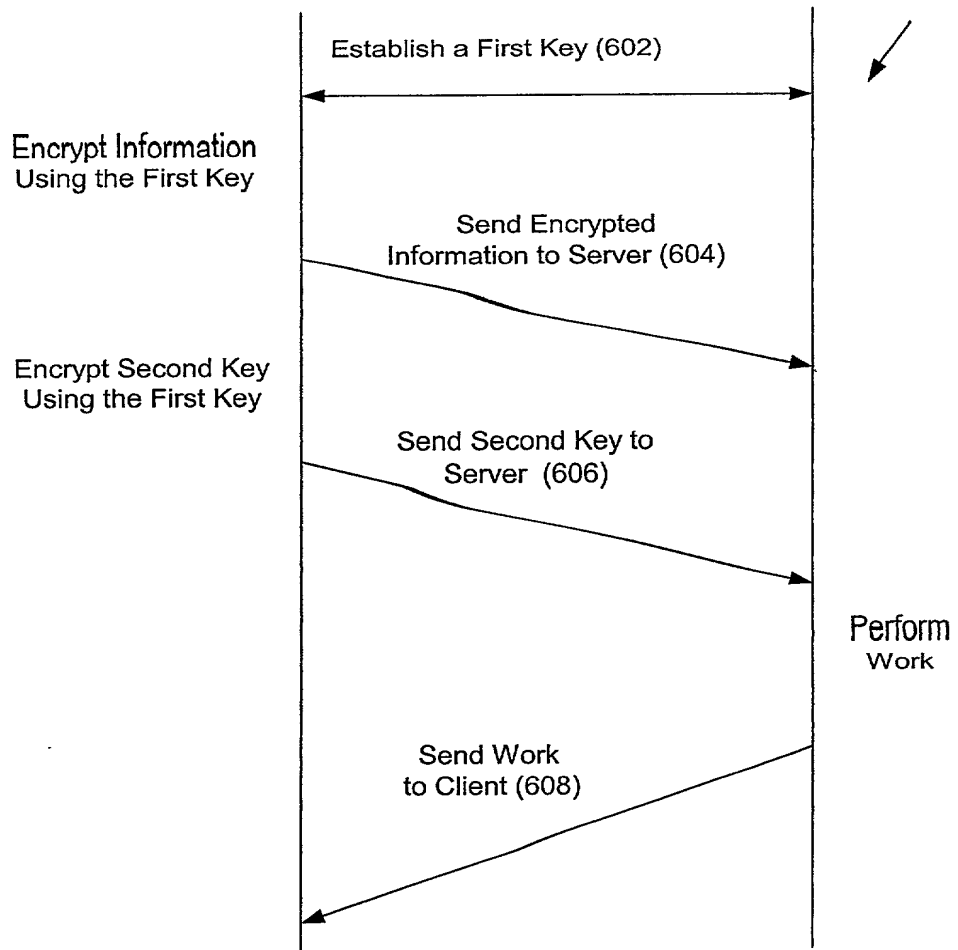 Establish a First Key (602)
Encrypt Information
Using the First Key
Send Encrypted
Information to Server (604)
Encrypt Second Key
Using the First Key
Send Second Key to
Server (606)
Perform
Work
Send Work
to Client (608)